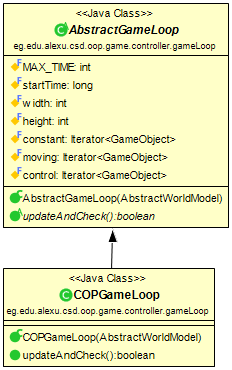 <<Java Class>>
AbstractGameLoop
eg.edu.alexu.csd.oop.game.controller.gameLoop
MAX_TIME: int
startTime: long
width: int
height: int
constant: Iterator<GameObject>
moving: Iterator<GameObject>
control: Iterator<GameObject>
AbstractGameLoop(AbstractWorldModel)
updateAndCheck():boolean
<<Java Class>>
COPGameLoop
eg.edu.alexu.csd.oop.game.controller.gameLoop
COPGameLoop(AbstractWorldModel)
updateAndCheck():boolean